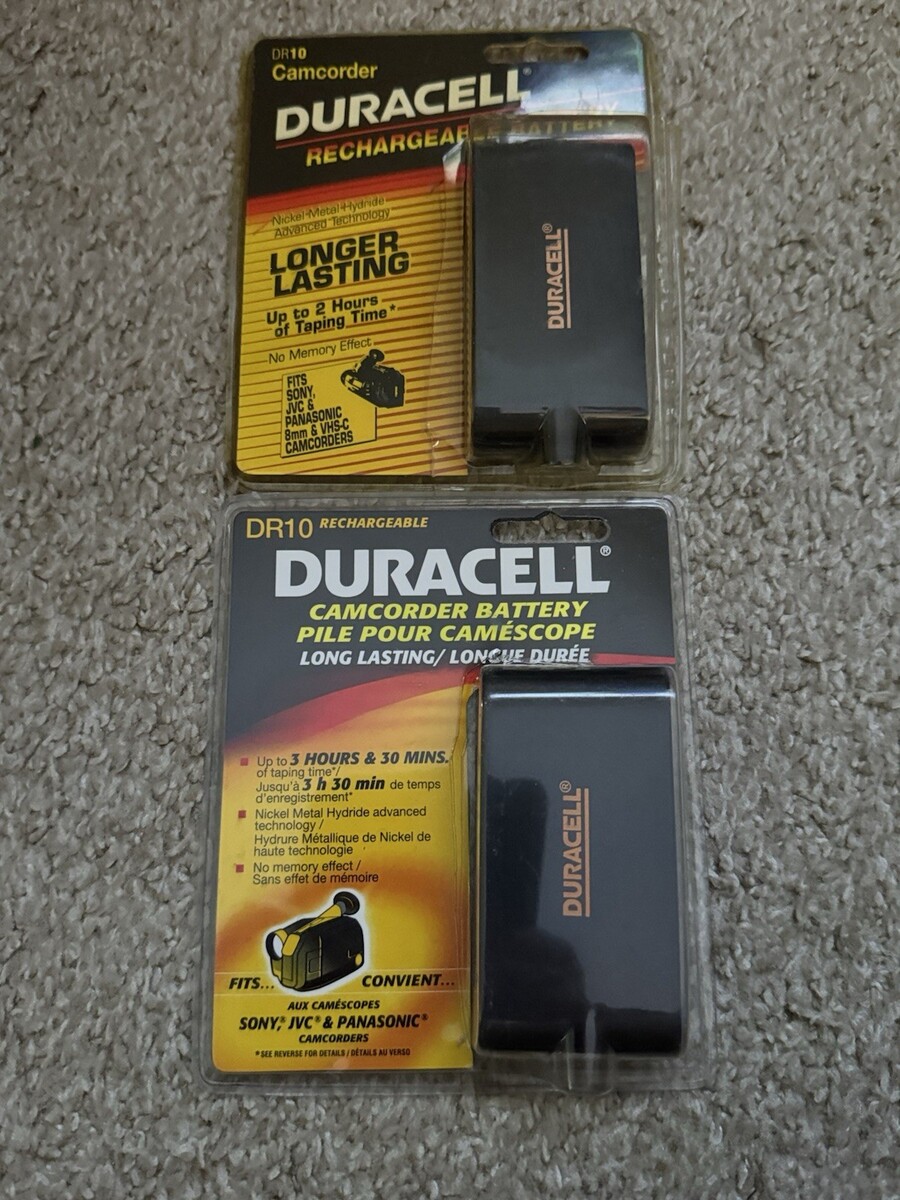 DR10
Camcorder
DURACELL®
RECHARGEABLE BATTERY
Nickel-Metal-Hydride
Advanced Technology
LONGER
LASTING
Up to 2 Hours
of Taping Time*
No Memory Effect
FITS
SONY,
JVC &
PANASONIC
8mm & VHS-C
CAMCORDERS
DURACELL®
DR10 RECHARGEABLE
DURACELL®
CAMCORDER BATTERY
PILE POUR CAMÉSCOPE
LONG LASTING/ LONGUE DURÉE
Up to 3 HOURS & 30 MINS.
of taping time*/
Jusqu'à 3 h 30 min de temps
d'enregistrement*
Nickel Metal Hydride advanced
technology /
Hydrure Métallique de Nickel de
haute technologie
No memory effect /
Sans effet de mémoire
FITS... CONVIENT...
AUX CAMÉSCOPES
SONY,® JVC® & PANASONIC®
CAMCORDERS
*SEE REVERSE FOR DETAILS / DÉTAILS AU VERSO
DURACELL®